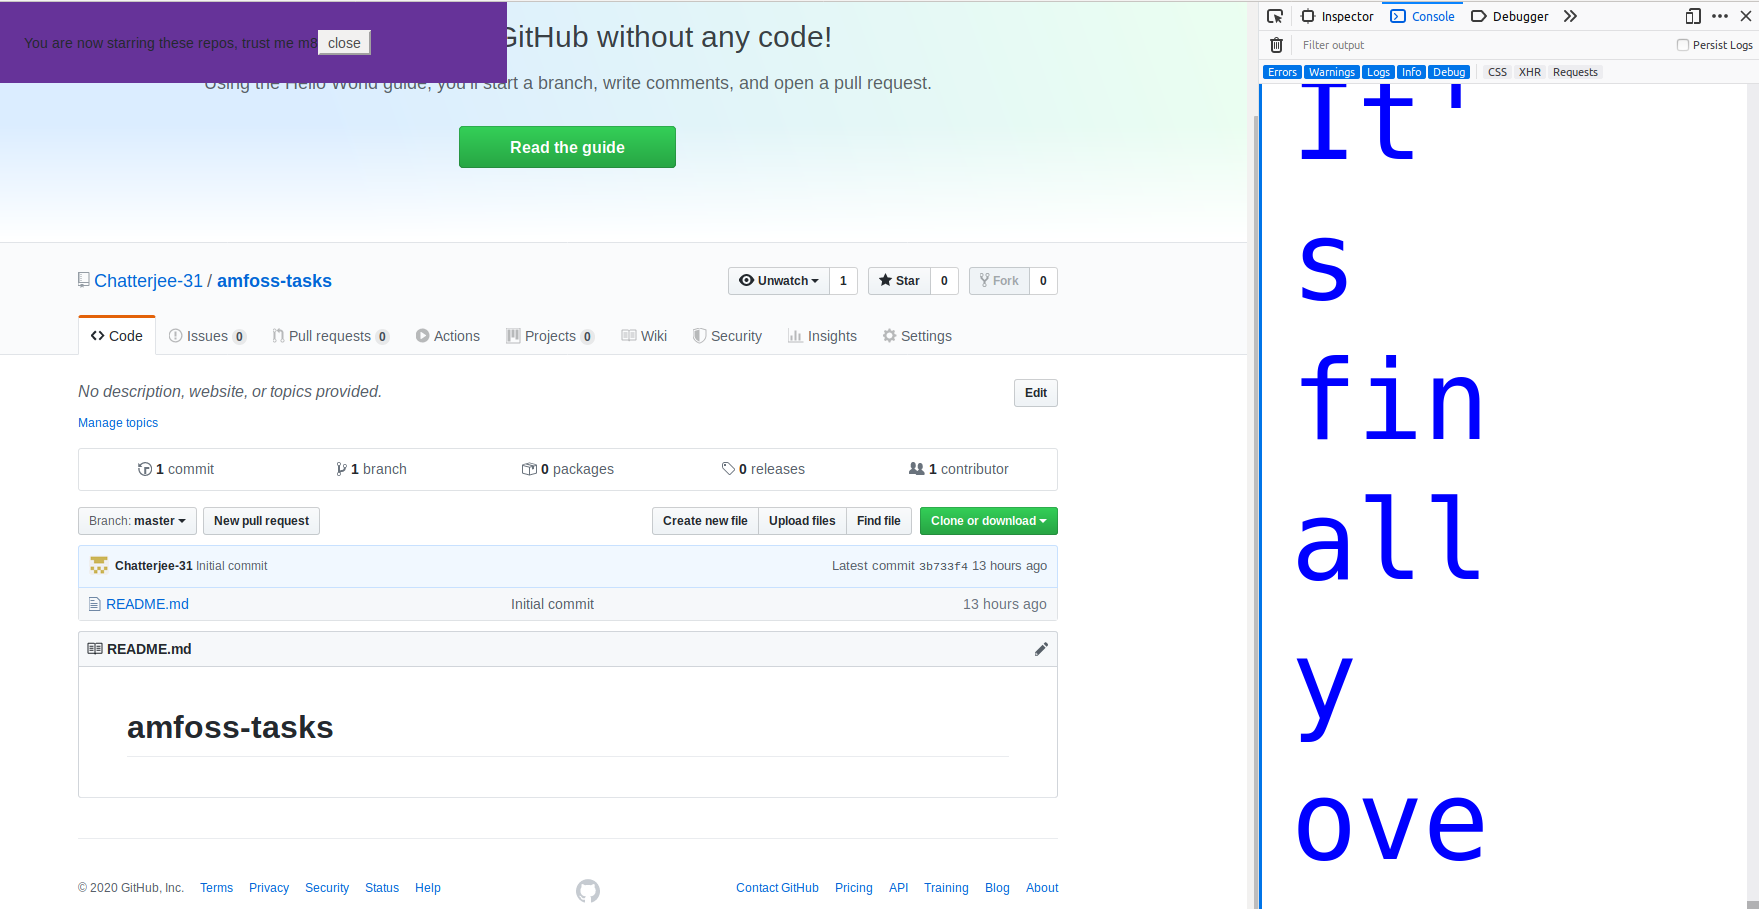 You are now starring these repos, trust me m8 close
GitHub without any code!
Using the Hello World guide, you'll start a branch, write comments, and open a pull request.
Read the guide
Chatterjee-31 / amfoss-tasks
Unwatch 1 Star 0 Fork 0
Code Issues 0 Pull requests 0 Actions Projects 0 Wiki Security Insights Settings
No description, website, or topics provided. Edit
Manage topics
1 commit 1 branch 0 packages 0 releases 1 contributor
Branch: master New pull request Create new file Upload files Find file Clone or download
Chatterjee-31 Initial commit Latest commit 3b733f4 13 hours ago
README.md Initial commit 13 hours ago
README.md
amfoss-tasks
© 2020 GitHub, Inc. Terms Privacy Security Status Help Contact GitHub Pricing API Training Blog About
Inspector Console Debugger
Filter output Persist Logs
Errors Warnings Logs Info Debug CSS XHR Requests
It'
s
fin
all
y
ove